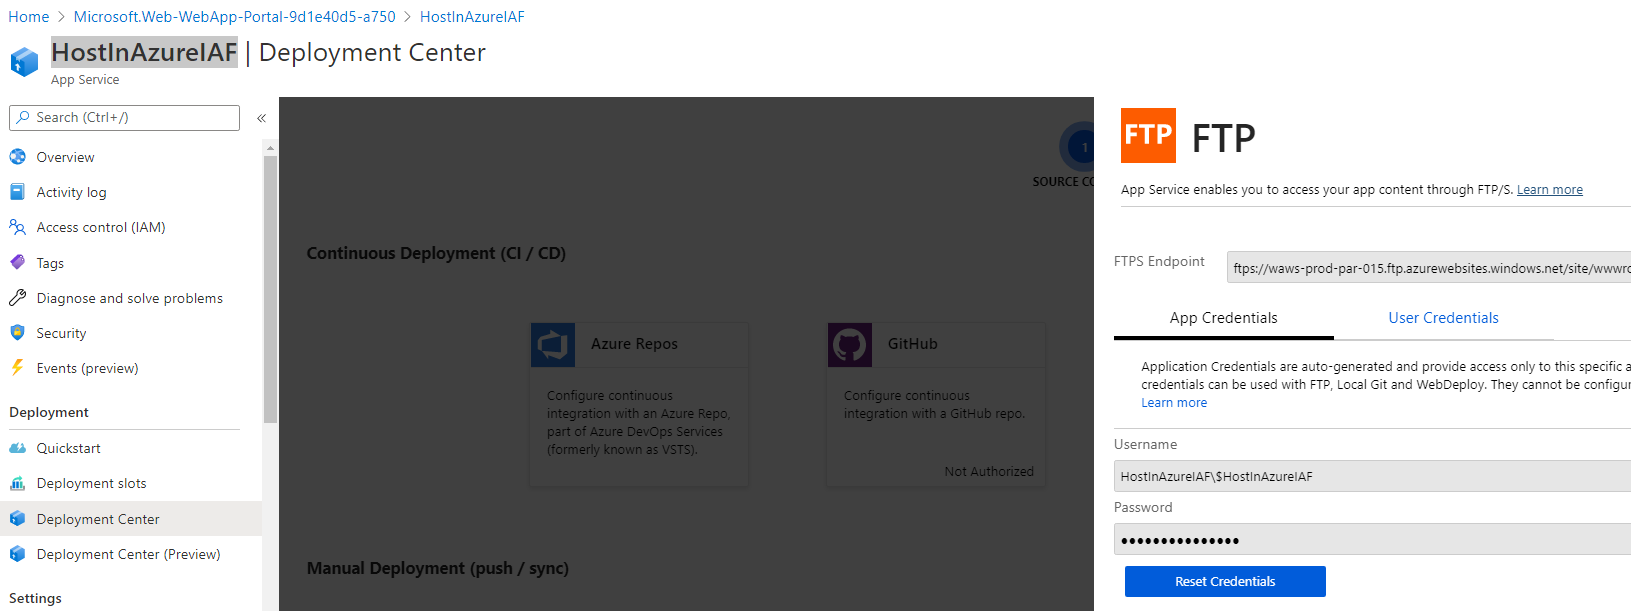 Home > Microsoft.Web-WebApp-Portal-9d1e40d5-a750 > HostInAzureIAF
HostInAzureIAF | Deployment Center
App Service
Search (Ctrl+/)
«
Overview
Activity log
Access control (IAM)
Tags
Diagnose and solve problems
Security
Events (preview)
Deployment
Quickstart
Deployment slots
Deployment Center
Deployment Center (Preview)
Settings
1
SOURCE CO
Continuous Deployment (CI / CD)
Azure Repos
Configure continuous
integration with an Azure Repo,
part of Azure DevOps Services
(formerly known as VSTS).
GitHub
Configure continuous
integration with a GitHub repo.
Not Authorized
Manual Deployment (push / sync)
FTP FTP
App Service enables you to access your app content through FTP/S. Learn more
FTPS Endpoint
ftps://waws-prod-par-015.ftp.azurewebsites.windows.net/site/wwwro
App Credentials
User Credentials
Application Credentials are auto-generated and provide access only to this specific a
credentials can be used with FTP, Local Git and WebDeploy. They cannot be configur
Learn more
Username
HostInAzureIAF\$HostInAzureIAF
Password
•••••••••••••••
Reset Credentials